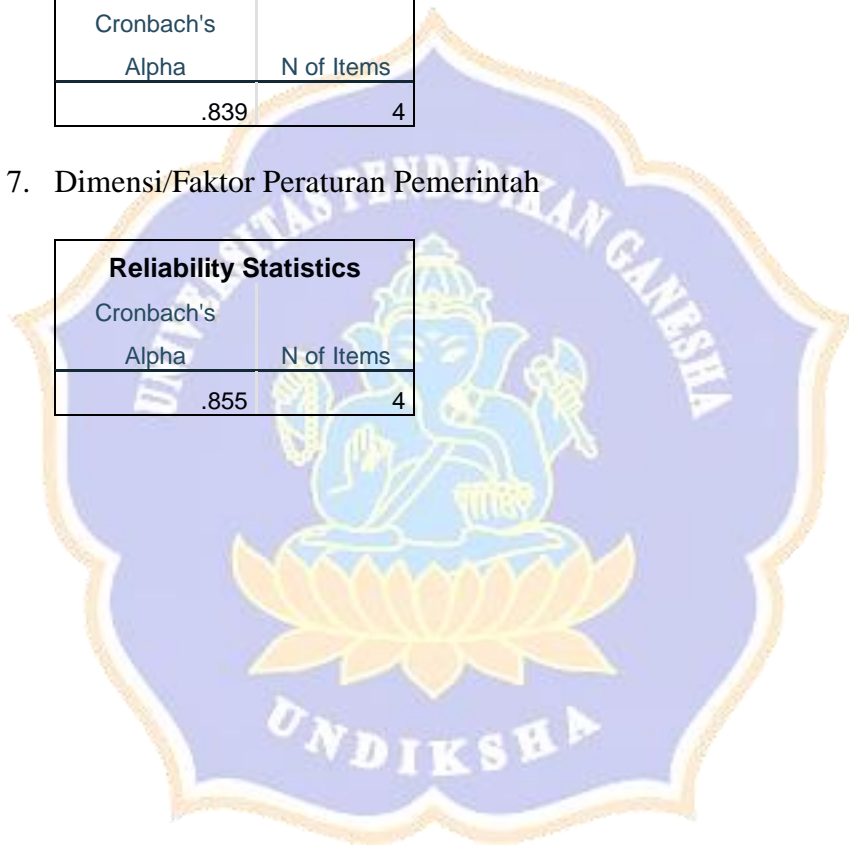 Cronbach's
Alpha N of Items
.839 4
7. Dimensi/Faktor Peraturan Pemerintah
Reliability Statistics
Cronbach's
Alpha N of Items
.855 4
UNIVERSITAS PENDIDIKAN GANESHA
UNDIKSHA